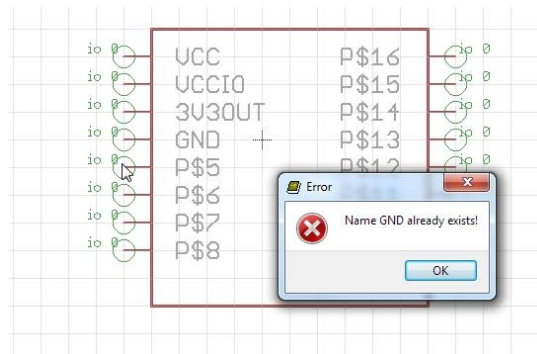 io 0 VCC P$16 io 0
io 0 VCCIO P$15 io 0
io 0 3V3OUT P$14 io 0
io 0 GND P$13 io 0
io 0 P$5 P$12 io 0
io 0 P$6
io 0 P$7
io 0 P$8
Error
Name GND already exists!
OK